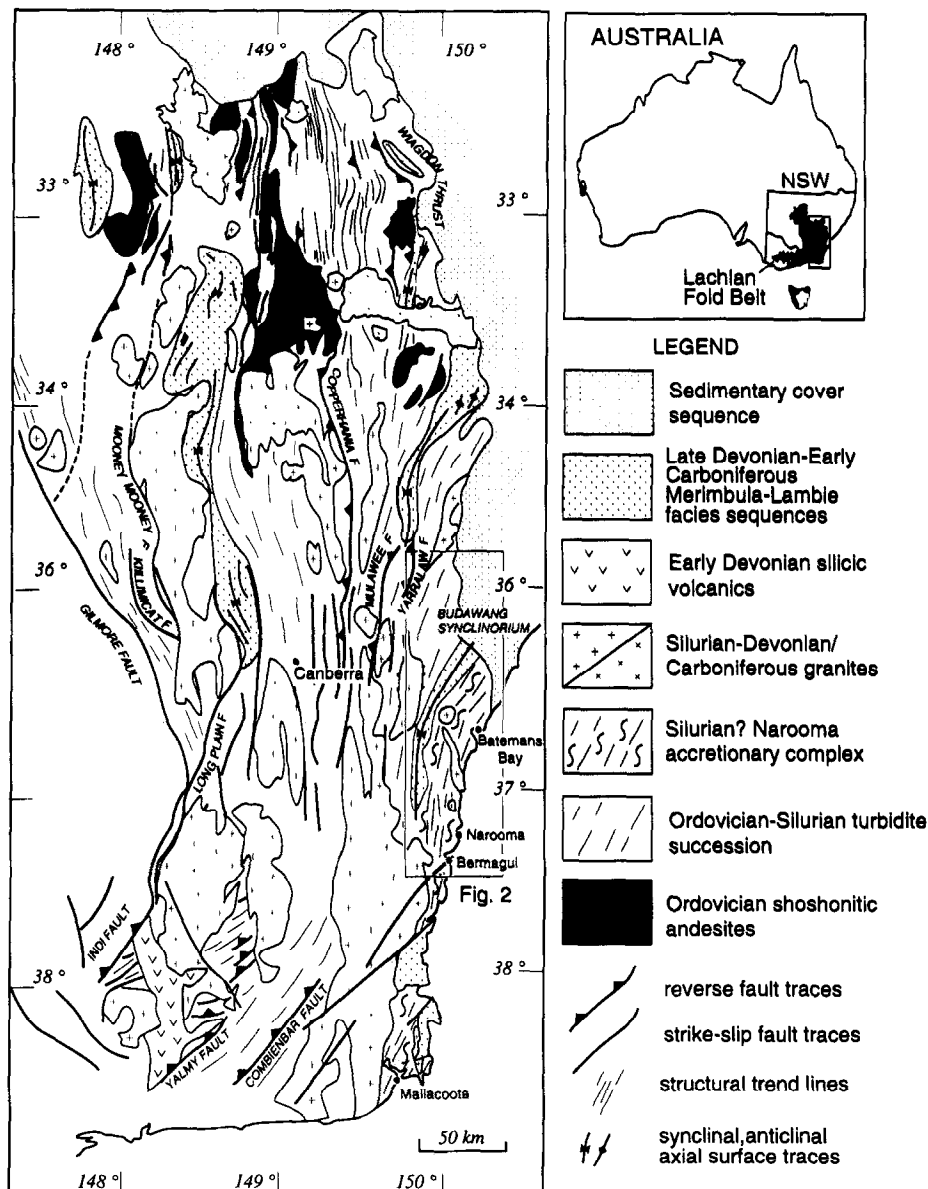 148 °
149 °
150 °
WIAGDON THRUST
33 °
33 °
34 °
34 °
COPPERHANIA F
MOONEY MOONEY F
KILLIMICAT F
MULAWEE F
YARRALAW F
36 °
36 °
GILMORE FAULT
BUDAWANG
SYNCLINORIUM
Canberra
LONG PLAIN F
Batemans
Bay
37 °
Narooma
Bermagui
Fig. 2
INDI FAULT
38 °
38 °
YALMY FAULT
COMBIENBAR FAULT
Mallacoota
50 km
148 °
149 °
150 °
AUSTRALIA
NSW
Lachlan
Fold Belt
LEGEND
Sedimentary cover
sequence
Late Devonian-Early
Carboniferous
Merimbula-Lambie
facies sequences
Early Devonian silicic
volcanics
Silurian-Devonian/
Carboniferous granites
Silurian? Narooma
accretionary complex
Ordovician-Silurian turbidite
succession
Ordovician shoshonitic
andesites
reverse fault traces
strike-slip fault traces
structural trend lines
synclinal,anticlinal
axial surface traces